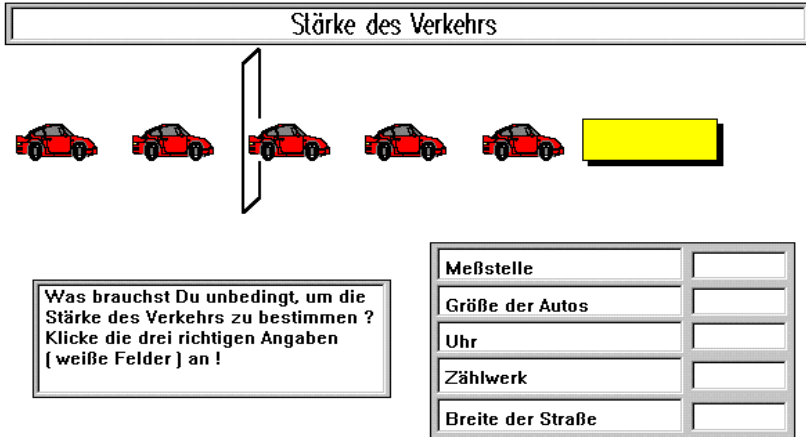 Stärke des Verkehrs
Was brauchst Du unbedingt, um die
Stärke des Verkehrs zu bestimmen ?
Klicke die drei richtigen Angaben
( weiße Felder ) an !
Meßstelle
Größe der Autos
Uhr
Zählwerk
Breite der Straße